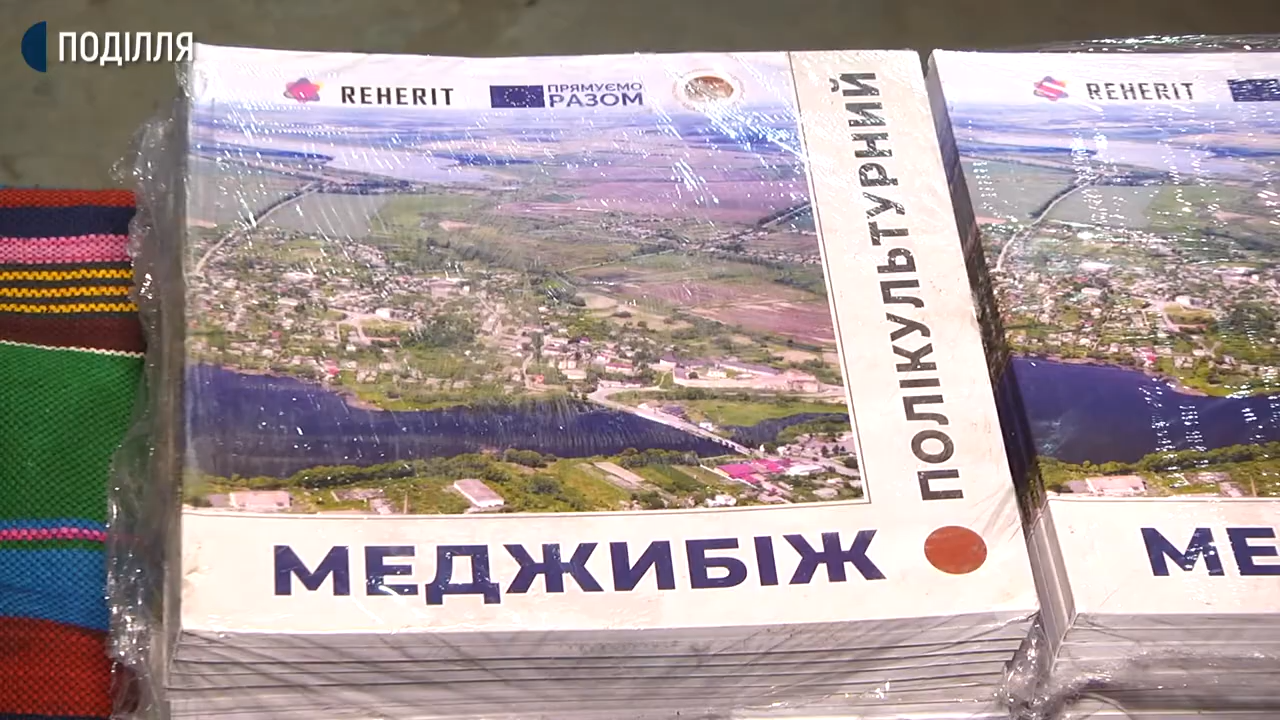 ПОДІЛЛЯ
REHERIT
ПРЯМУЄМО
РАЗОМ
ПОЛІКУЛЬТУРНИЙ
МЕДЖИБІЖ
REHERIT
МЕ